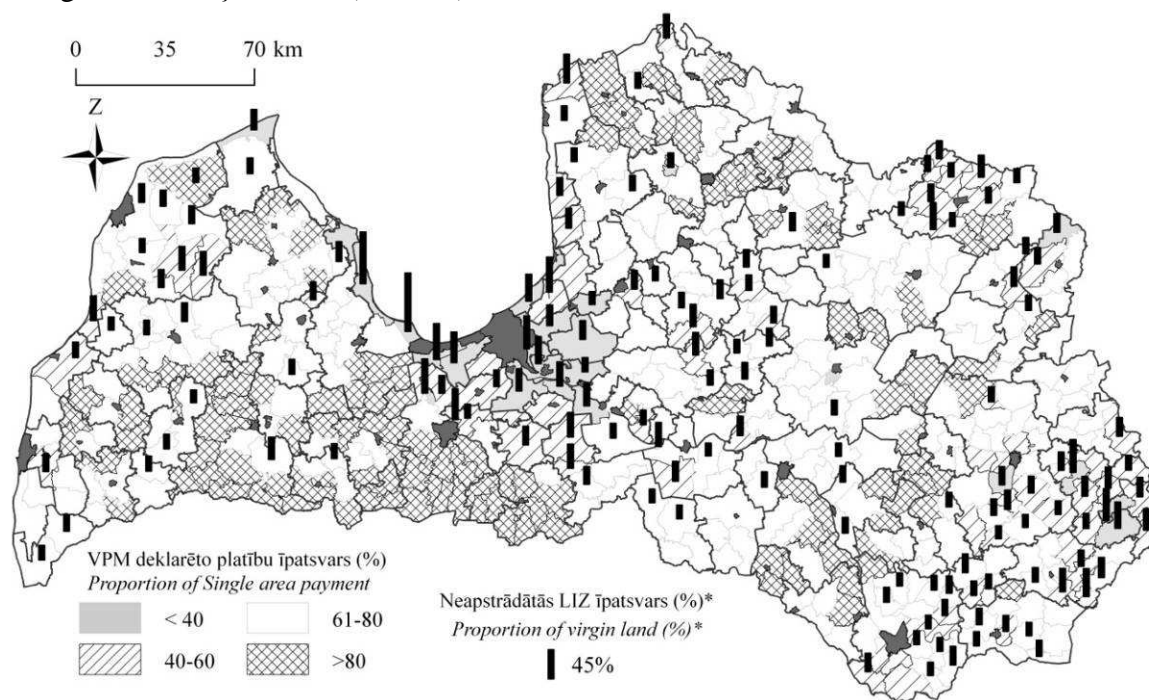 0 35 70 km
Z
VPM deklarēto platību īpatsvars (%)
Proportion of Single area payment
< 40
61-80
40-60
>80
Neapstrādātās LIZ īpatsvars (%)*
Proportion of virgin land (%)*
45%